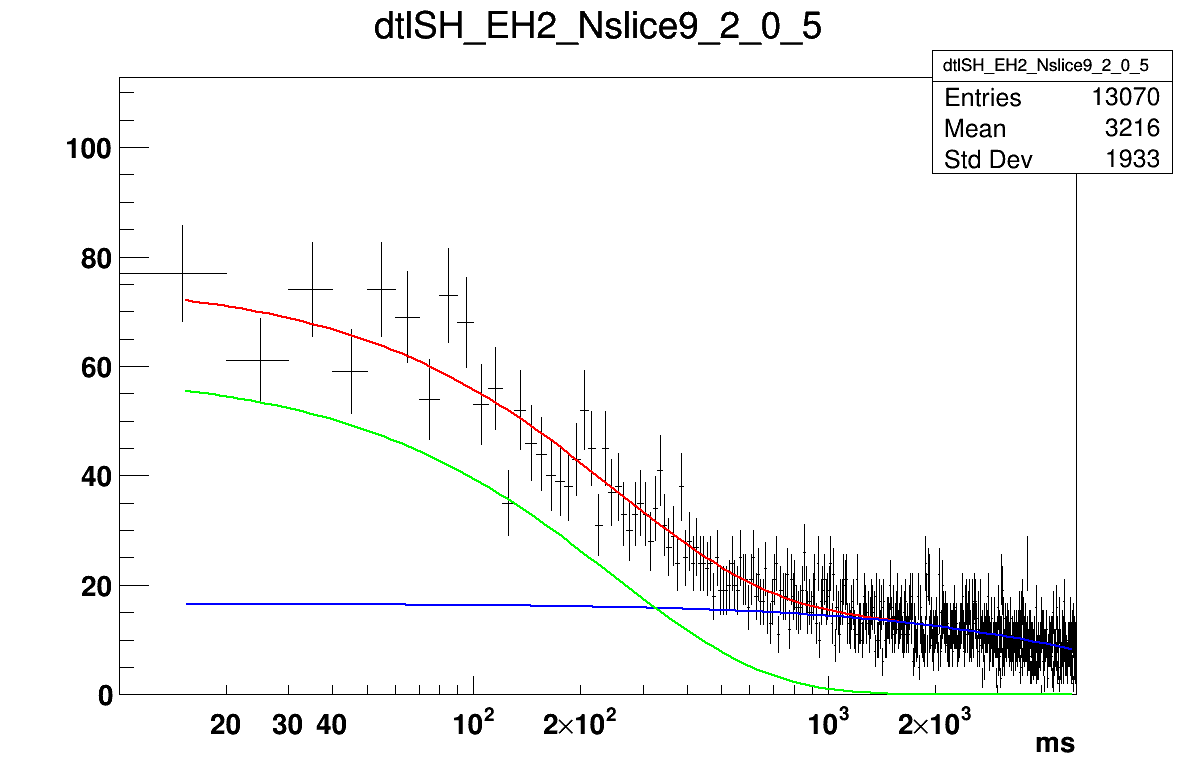 dtlSH_EH2_Nslice9_2_0_5
dtlSH_EH2_Nslice9_2_0_5
Entries 13070
Mean 3216
Std Dev 1933
100
80
60
40
20
0
20 30 40 10² 2×10² 10³ 2×10³
ms